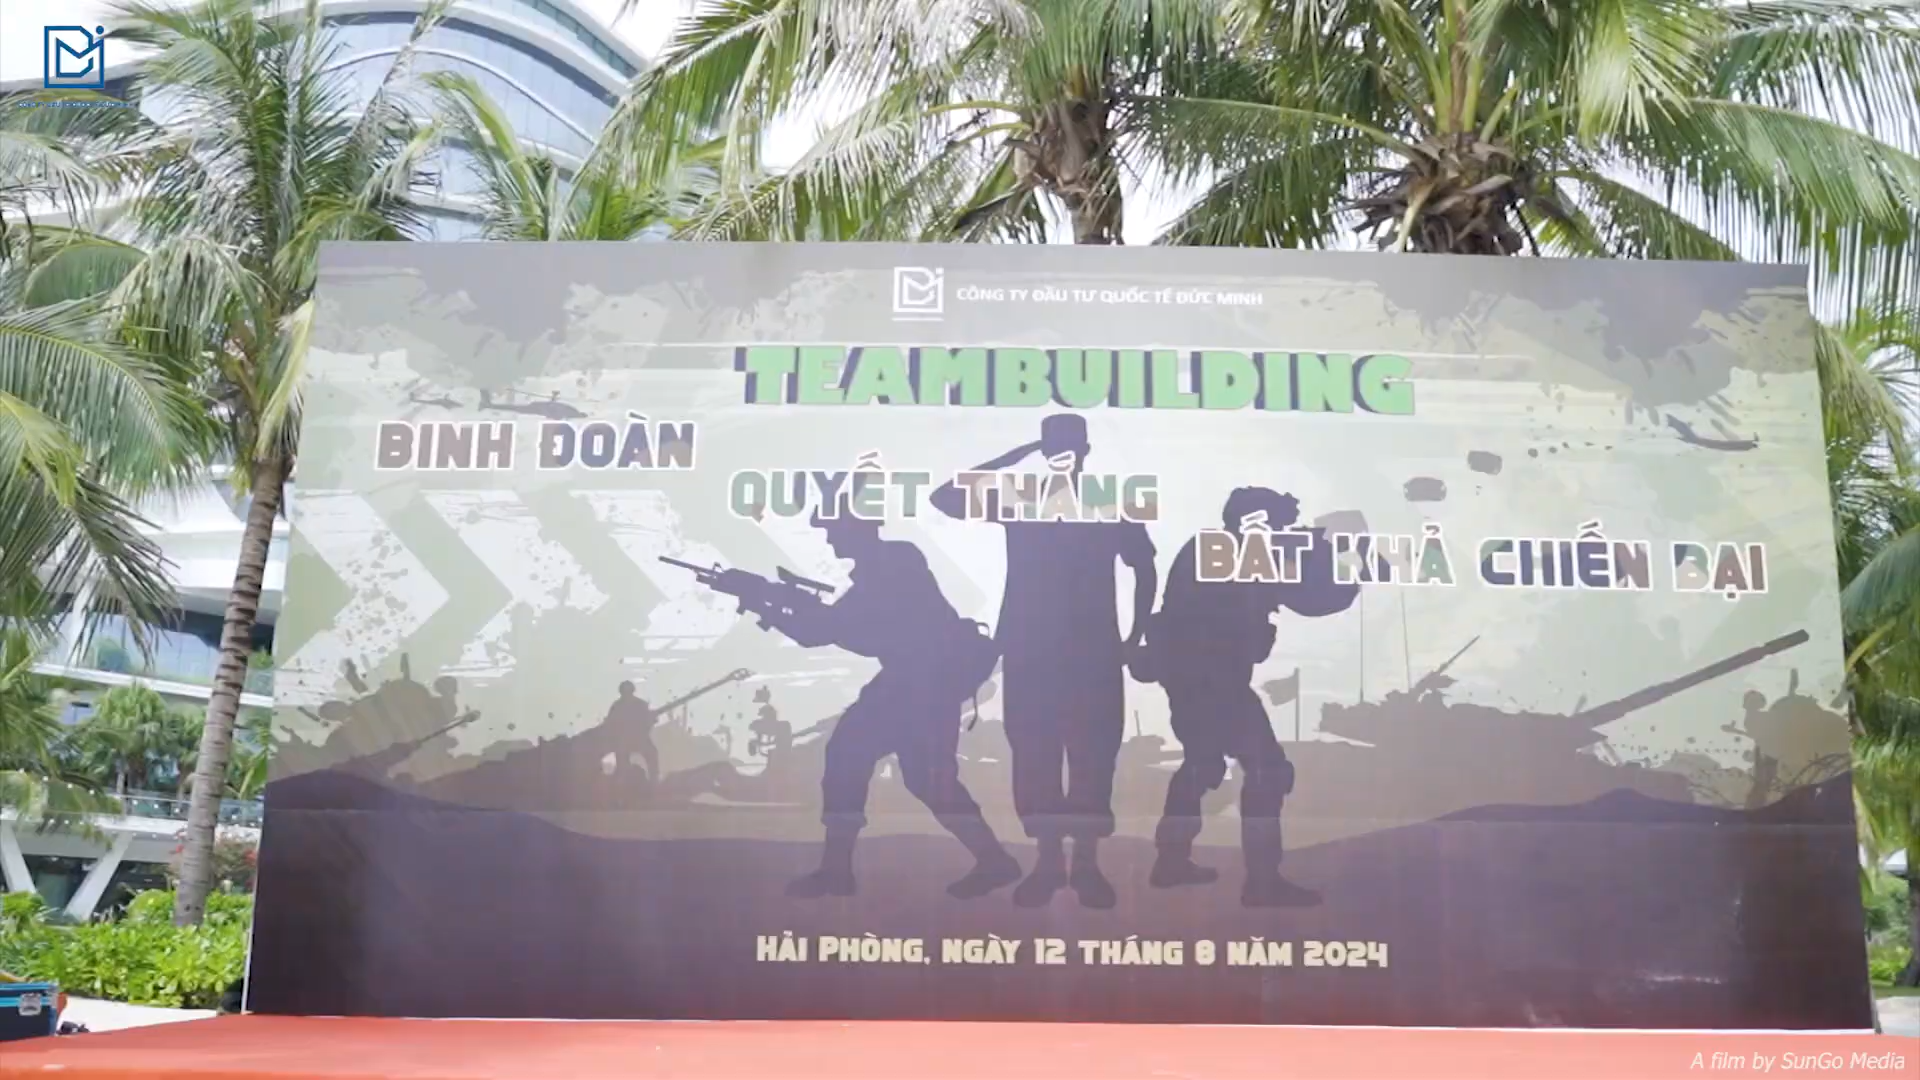 CÔNG TY ĐẦU TƯ QUỐC TẾ ĐỨC MINH
TEAMBUILDING
BINH ĐOÀN
QUYẾT THẮNG
BẤT KHẢ CHIẾN BẠI
HẢI PHÒNG, NGÀY 12 THÁNG 8 NĂM 2024
A film by SunGo Media